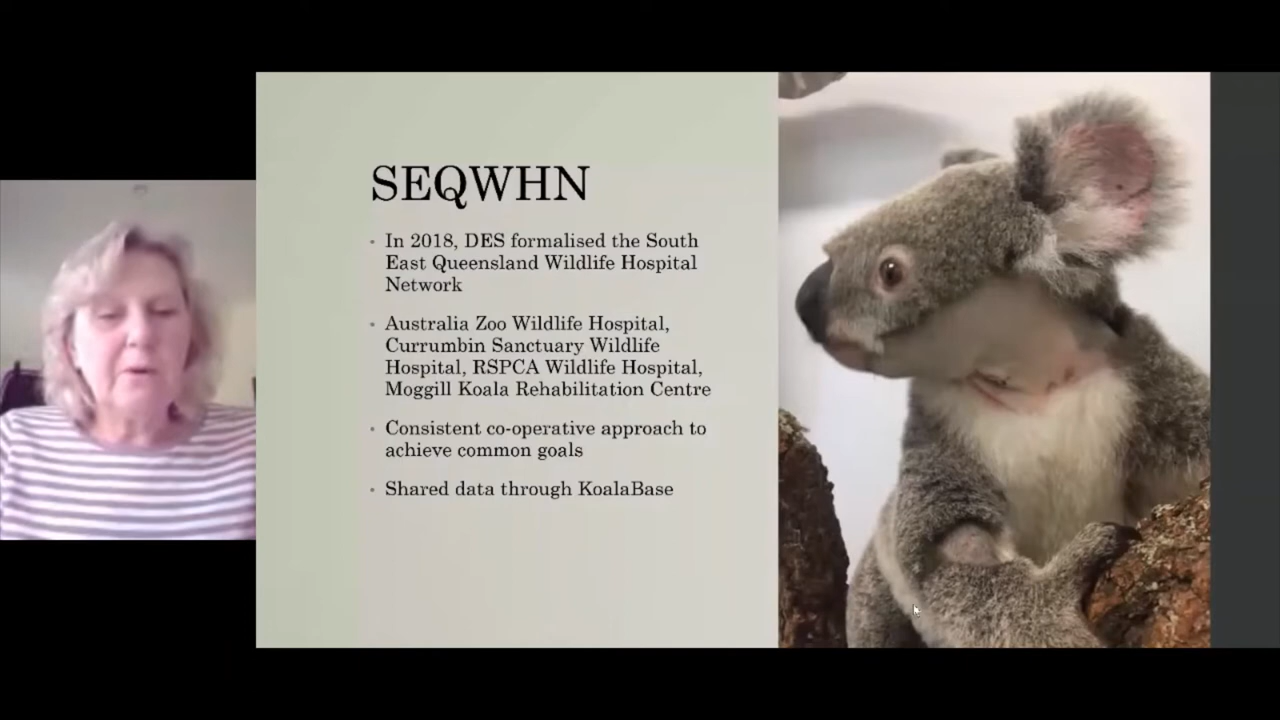 SEQWHN
In 2018, DES formalised the South
East Queensland Wildlife Hospital
Network
Australia Zoo Wildlife Hospital,
Currumbin Sanctuary Wildlife
Hospital, RSPCA Wildlife Hospital,
Moggill Koala Rehabilitation Centre
Consistent co-operative approach to
achieve common goals
Shared data through KoalaBase